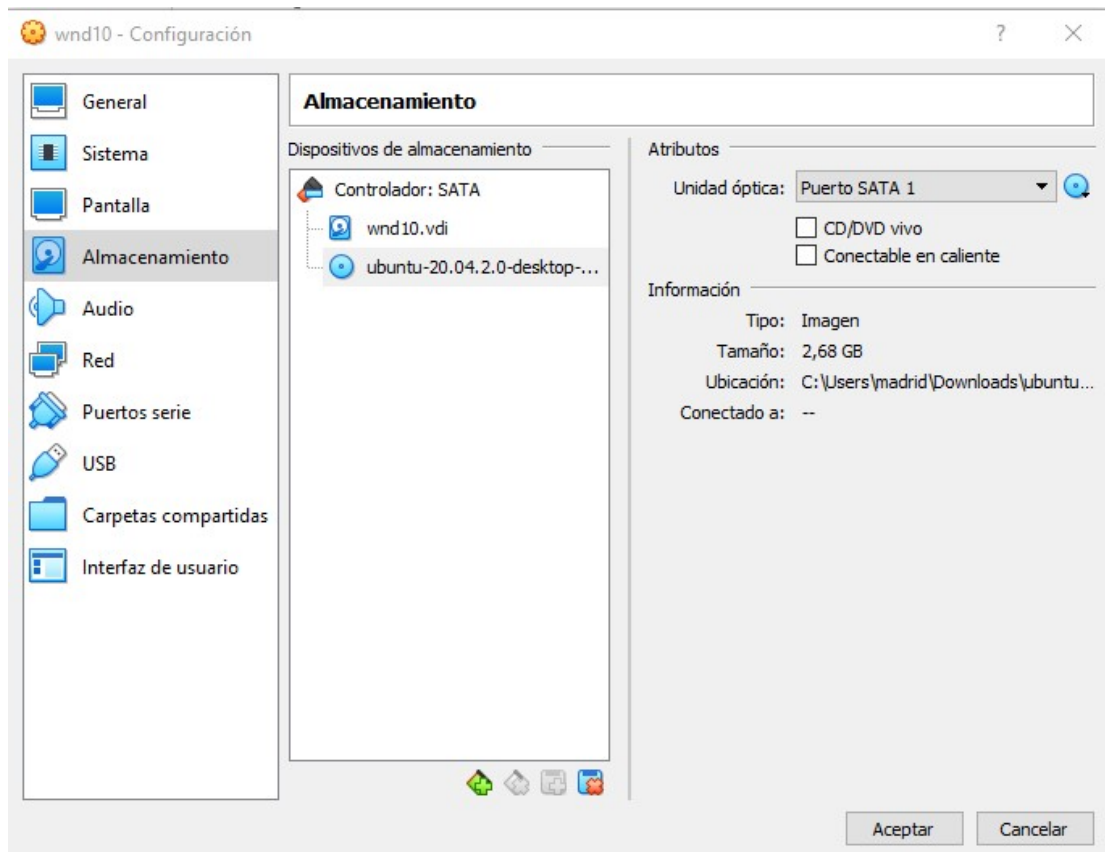 wnd10 - Configuración
?
General
Sistema
Pantalla
Almacenamiento
Audio
Red
Puertos serie
USB
Carpetas compartidas
Interfaz de usuario
Almacenamiento
Dispositivos de almacenamiento
Controlador: SATA
wnd10.vdi
ubuntu-20.04.2.0-desktop-...
Atributos
Unidad óptica: Puerto SATA 1
CD/DVD vivo
Conectable en caliente
Información
Tipo: Imagen
Tamaño: 2,68 GB
Ubicación: C:\Users\madrid\Downloads\ubuntu...
Conectado a: --
Aceptar Cancelar